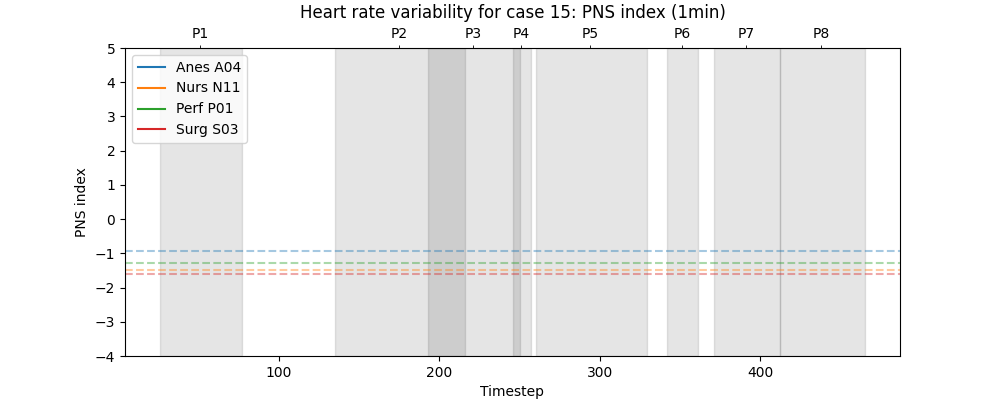 Heart rate variability for case 15: PNS index (1min)
P1 P2 P3 P4 P5 P6 P7 P8
Anes A04
Nurs N11
Perf P01
Surg S03
5
4
3
2
1
0
−1
−2
−3
−4
PNS index
100 200 300 400
Timestep